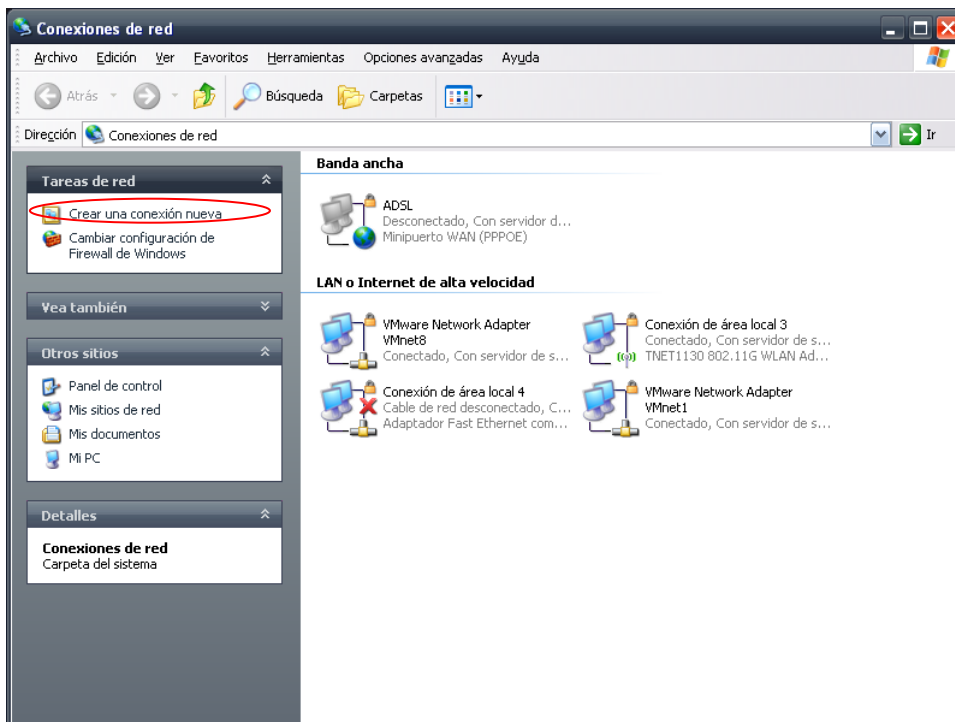 Conexiones de red
Archivo Edición Ver Favoritos Herramientas Opciones avanzadas Ayuda
Atrás Búsqueda Carpetas
Dirección Conexiones de red Ir
Tareas de red
Crear una conexión nueva
Cambiar configuración de
Firewall de Windows
Vea también
Otros sitios
Panel de control
Mis sitios de red
Mis documentos
Mi PC
Detalles
Conexiones de red
Carpeta del sistema
Banda ancha
ADSL
Desconectado, Con servidor d...
Minipuerto WAN (PPPOE)
LAN o Internet de alta velocidad
VMware Network Adapter
VMnet8
Conectado, Con servidor de s...
Conexión de área local 3
Conectado, Con servidor de s...
TNET1130 802.11G WLAN Ad...
Conexión de área local 4
Cable de red desconectado, C...
Adaptador Fast Ethernet com...
VMware Network Adapter
VMnet1
Conectado, Con servidor de s...